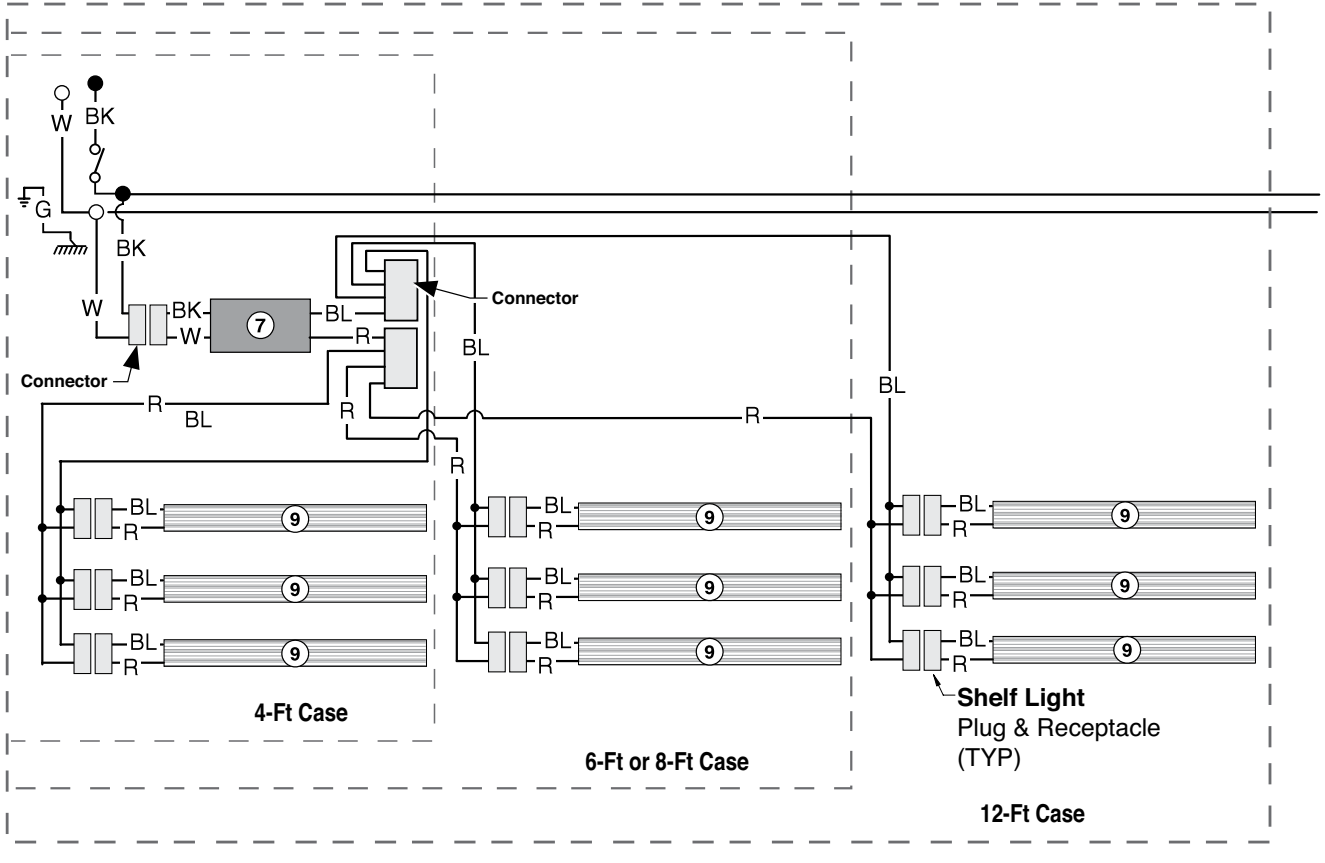 W
BK
G
BK
W
BK
W
7
BL
R
Connector
Connector
R
BL
R
BL
R
R
BL
BL
R
9
BL
R
9
BL
R
9
BL
R
9
BL
R
9
BL
R
9
BL
R
9
BL
R
9
BL
R
9
4-Ft Case
6-Ft or 8-Ft Case
Shelf Light
Plug & Receptacle
(TYP)
12-Ft Case